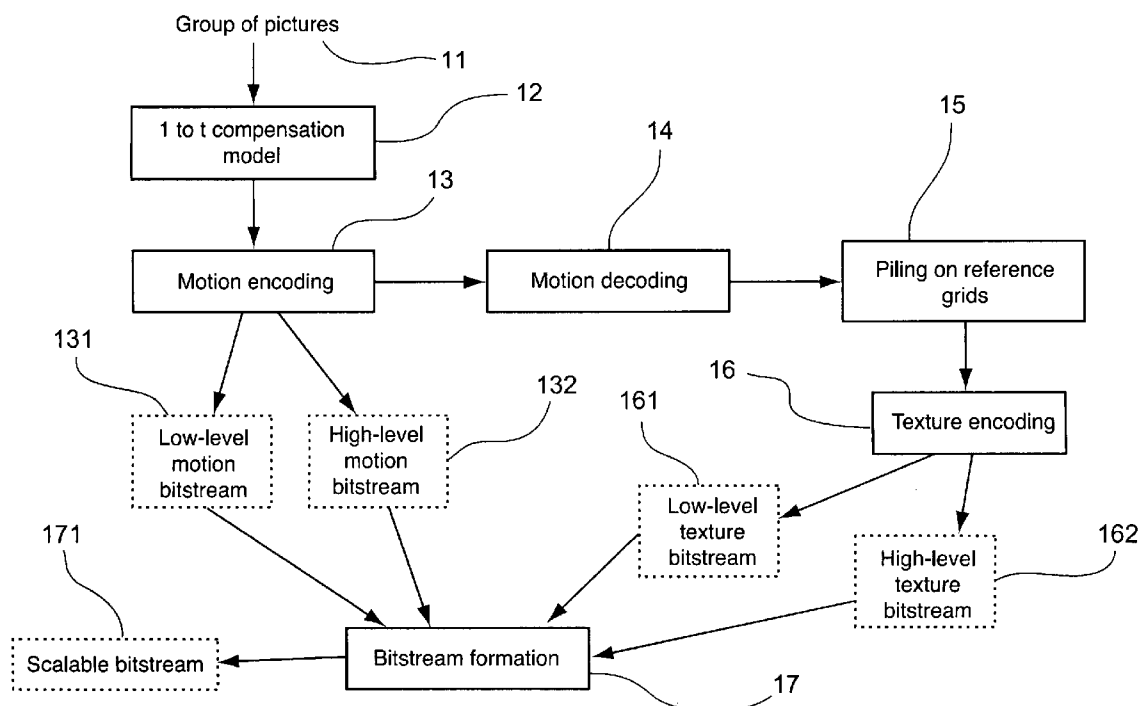 Group of pictures
11
12
1 to t compensation
model
13
14
15
Motion encoding
Motion decoding
Piling on reference
grids
131
132
16
161
Texture encoding
Low-level
motion
bitstream
High-level
motion
bitstream
Low-level
texture
bitstream
162
171
High-level
texture
bitstream
Scalable bitstream
Bitstream formation
17